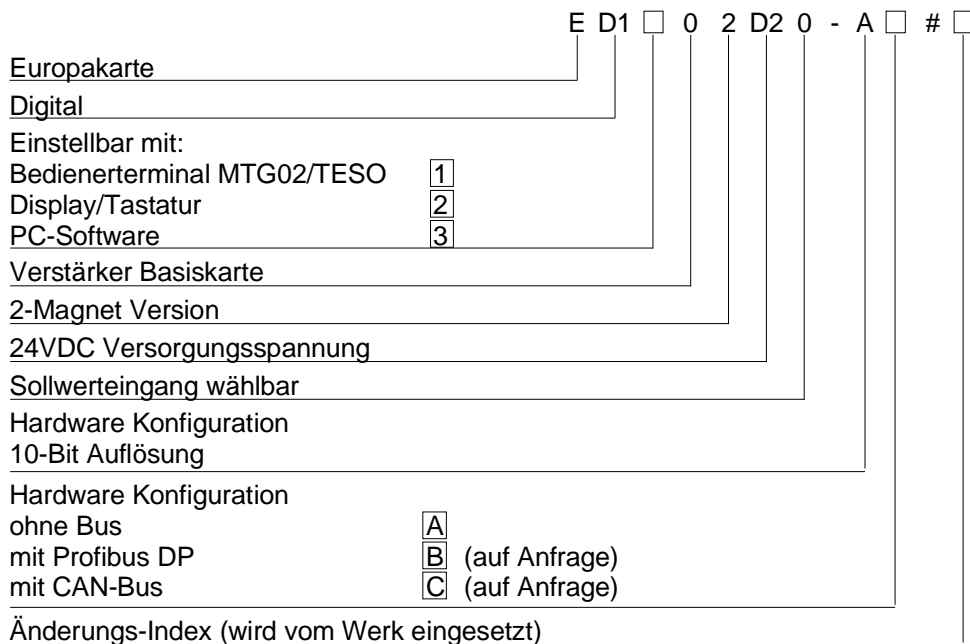 E D1 □ 0 2 D2 0 - A □ # □
Europakarte
Digital
Einstellbar mit:
Bedienerterminal MTG02/TESO 1
Display/Tastatur 2
PC-Software 3
Verstärker Basiskarte
2-Magnet Version
24VDC Versorgungsspannung
Sollwerteingang wählbar
Hardware Konfiguration
10-Bit Auflösung
Hardware Konfiguration
ohne Bus A
mit Profibus DP B (auf Anfrage)
mit CAN-Bus C (auf Anfrage)
Änderungs-Index (wird vom Werk eingesetzt)